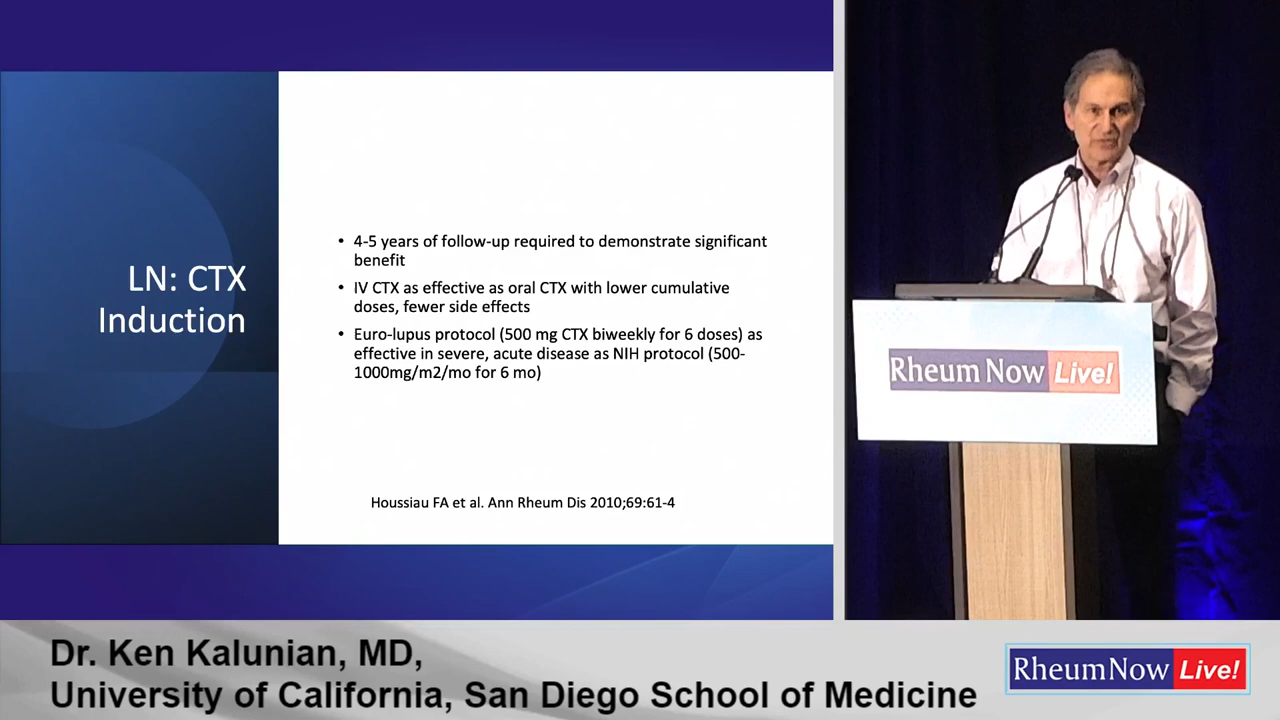 LN: CTX
Induction
• 4-5 years of follow-up required to demonstrate significant
benefit
• IV CTX as effective as oral CTX with lower cumulative
doses, fewer side effects
• Euro-lupus protocol (500 mg CTX biweekly for 6 doses) as
effective in severe, acute disease as NIH protocol (500-
1000mg/m2/mo for 6 mo)
Houssiau FA et al. Ann Rheum Dis 2010;69:61-4
Rheum Now Live!
Dr. Ken Kalunian, MD,
University of California, San Diego School of Medicine
RheumNow Live!